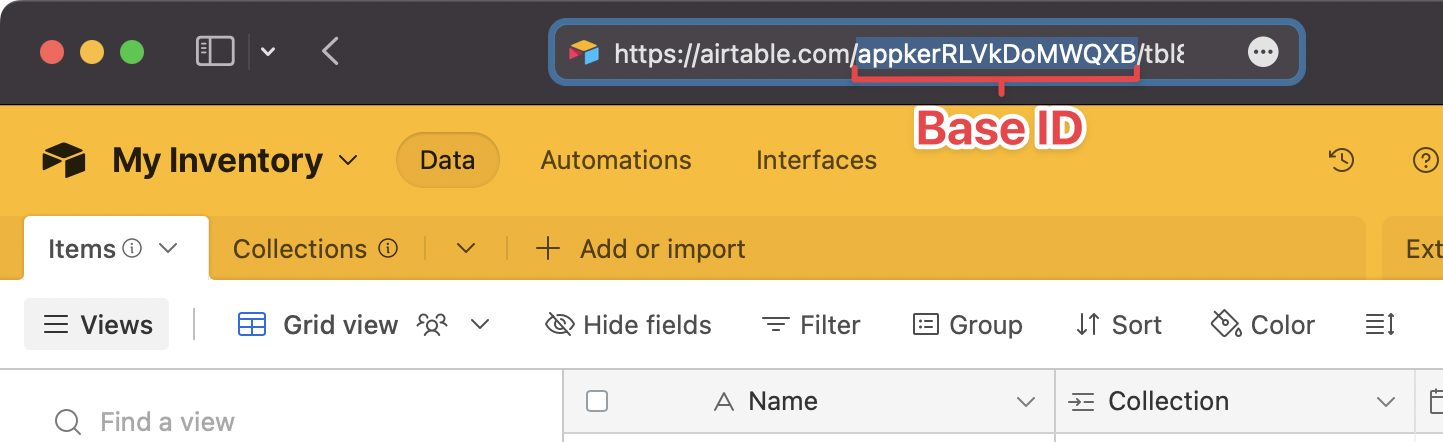 https://airtable.com/appkerRLVkDoMWQXB/tbl8
Base ID
My Inventory Data Automations Interfaces
Items Collections Add or import Ext
Views Grid view Hide fields Filter Group Sort Color
Find a view Name Collection